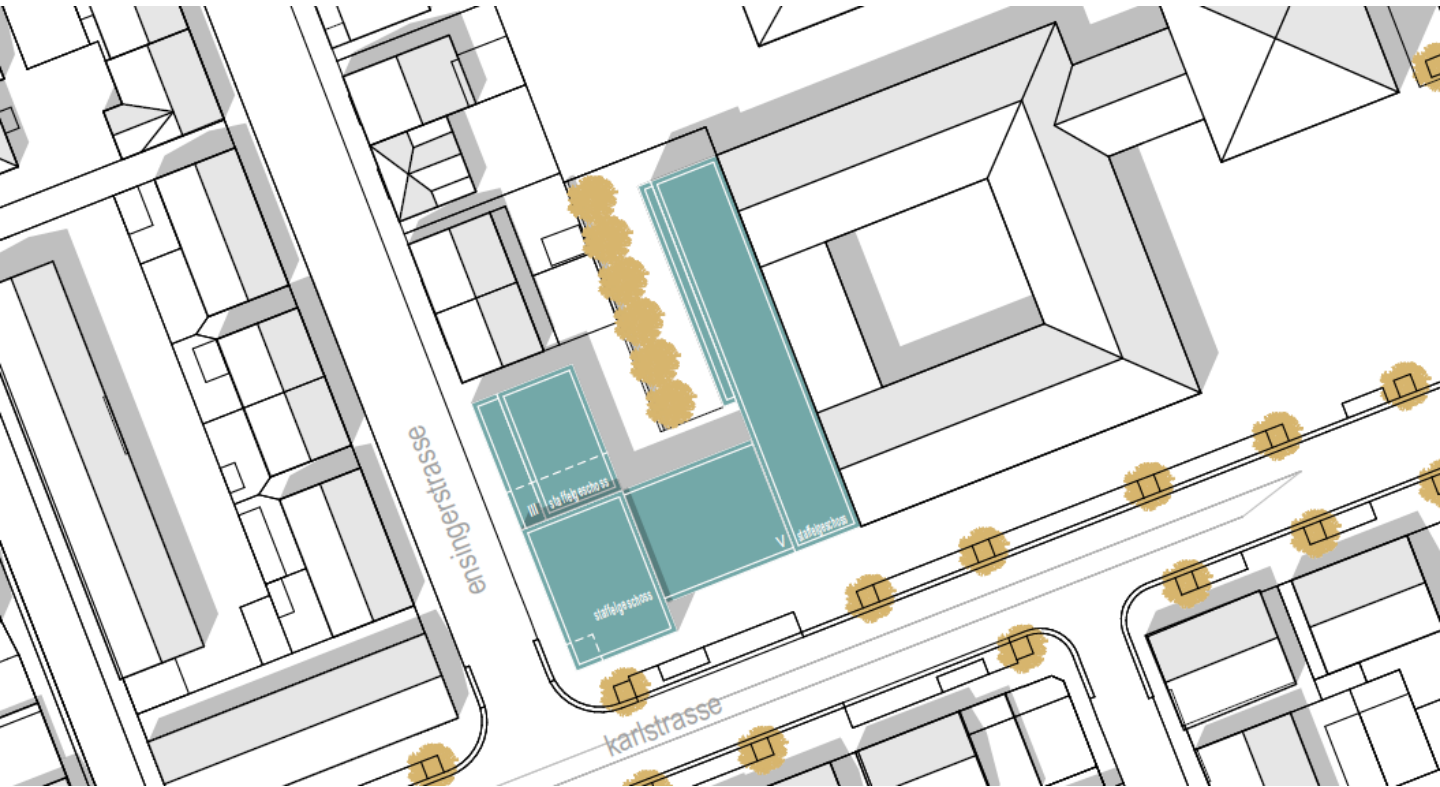 ensingerstrasse
III staffelgeschoss
V staffelgeschoss
staffelgeschoss
karlstrasse